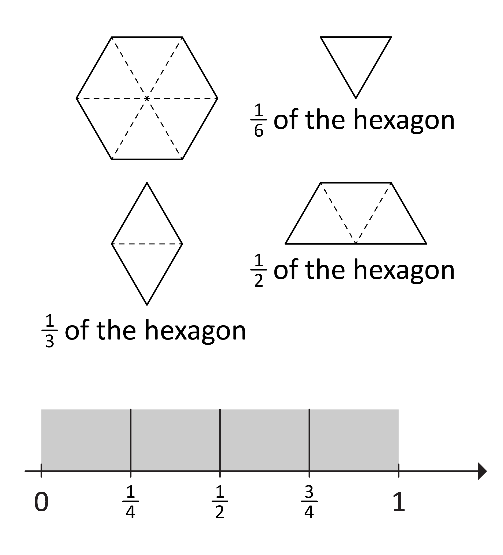 1/6 of the hexagon
1/3 of the hexagon
1/2 of the hexagon
0 1/4 1/2 3/4 1